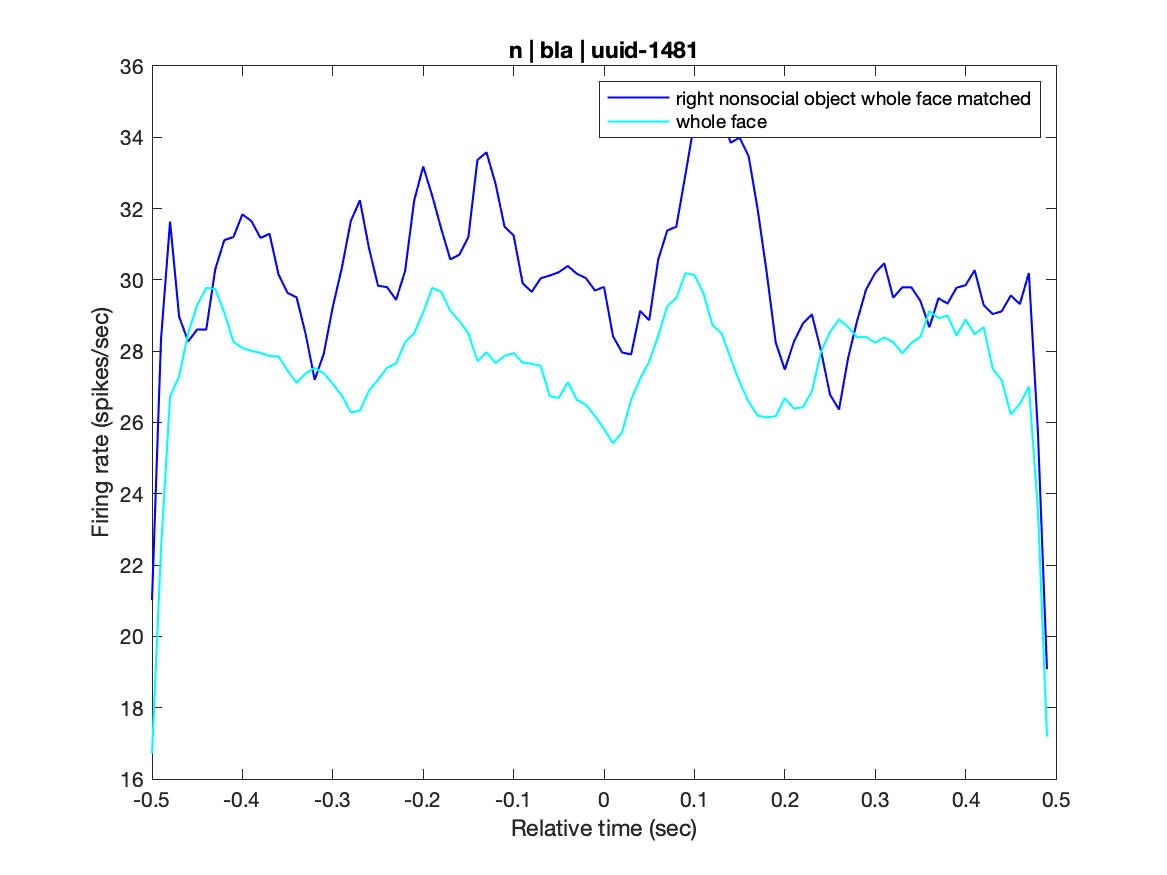 n | bla | uuid-1481
36
34
32
30
28
26
24
22
20
18
16
Firing rate (spikes/sec)
right nonsocial object whole face matched
whole face
-0.5 -0.4 -0.3 -0.2 -0.1 0 0.1 0.2 0.3 0.4 0.5
Relative time (sec)